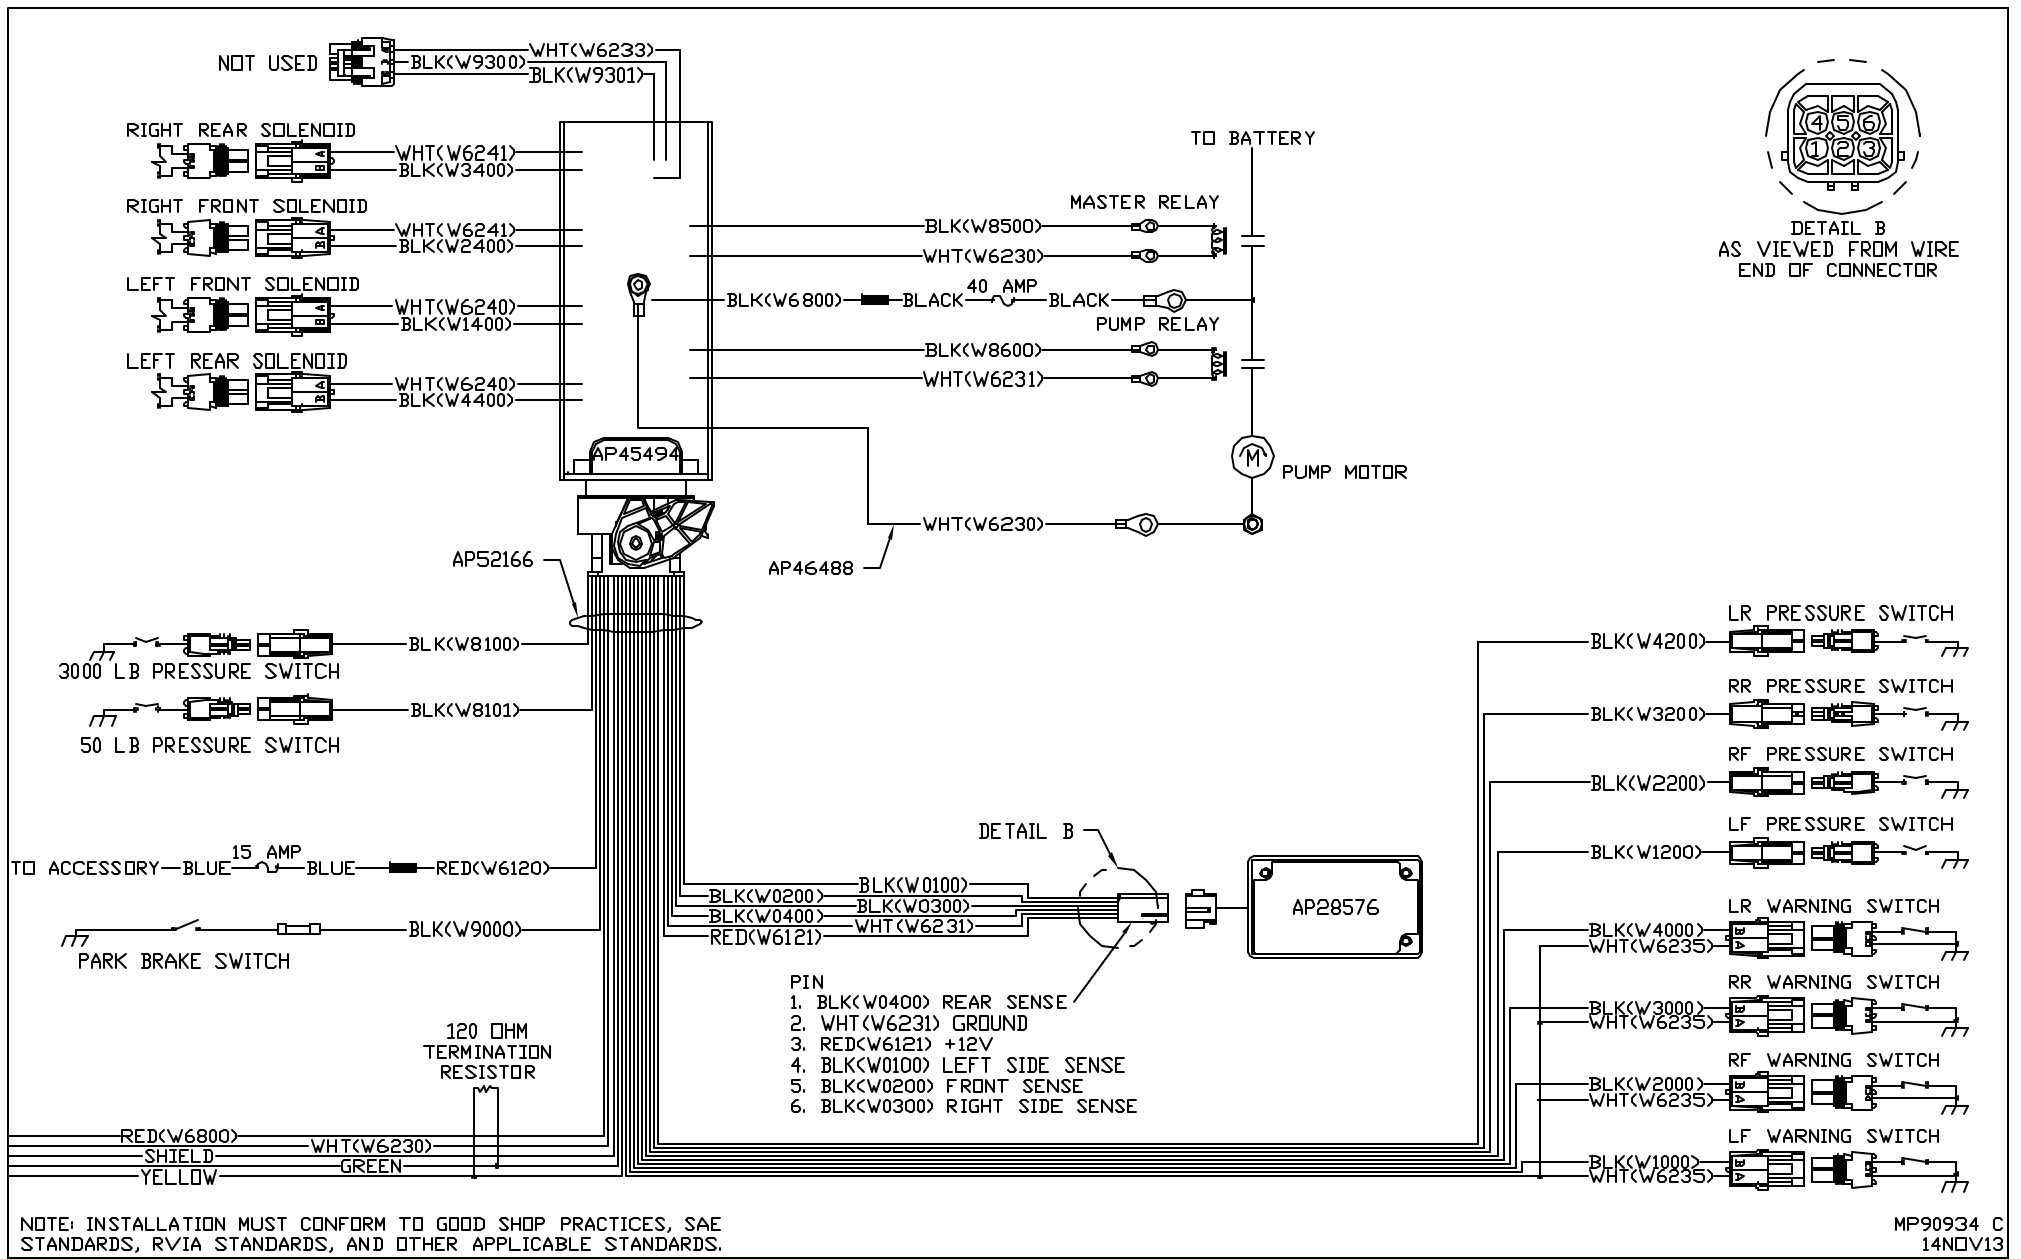 NOT USED
WHT(W6233)
BLK(W9300)
BLK(W9301)
RIGHT REAR SOLENOID
A
B
WHT(W6241)
BLK(W3400)
RIGHT FRONT SOLENOID
A
B
WHT(W6241)
BLK(W2400)
LEFT FRONT SOLENOID
A
B
WHT(W6240)
BLK(W1400)
LEFT REAR SOLENOID
A
B
WHT(W6240)
BLK(W4400)
AP45494
TO BATTERY
MASTER RELAY
BLK(W8500)
WHT(W6230)
BLK(W6800) BLACK 40 AMP BLACK
PUMP RELAY
BLK(W8600)
WHT(W6231)
M
PUMP MOTOR
WHT(W6230)
AP46488
4 5 6
1 2 3
DETAIL B
AS VIEWED FROM WIRE
END OF CONNECTOR
AP52166
BLK(W8100)
3000 LB PRESSURE SWITCH
BLK(W8101)
50 LB PRESSURE SWITCH
TO ACCESSORY BLUE 15 AMP BLUE RED(W6120)
BLK(W9000)
PARK BRAKE SWITCH
120 OHM
TERMINATION
RESISTOR
RED(W6800)
WHT(W6230)
SHIELD
GREEN
YELLOW
DETAIL B
BLK(W0100)
BLK(W0200)
BLK(W0300)
BLK(W0400)
WHT(W6231)
RED(W6121)
AP28576
PIN
1. BLK(W0400) REAR SENSE
2. WHT(W6231) GROUND
3. RED(W6121) +12V
4. BLK(W0100) LEFT SIDE SENSE
5. BLK(W0200) FRONT SENSE
6. BLK(W0300) RIGHT SIDE SENSE
LR PRESSURE SWITCH
BLK(W4200)
RR PRESSURE SWITCH
BLK(W3200)
RF PRESSURE SWITCH
BLK(W2200)
LF PRESSURE SWITCH
BLK(W1200)
LR WARNING SWITCH
BLK(W4000)
WHT(W6235)
B
A
RR WARNING SWITCH
BLK(W3000)
WHT(W6235)
B
A
RF WARNING SWITCH
BLK(W2000)
WHT(W6235)
B
A
LF WARNING SWITCH
BLK(W1000)
WHT(W6235)
B
A
NOTE: INSTALLATION MUST CONFORM TO GOOD SHOP PRACTICES, SAE
STANDARDS, RVIA STANDARDS, AND OTHER APPLICABLE STANDARDS.
MP90934 C
14NOV13